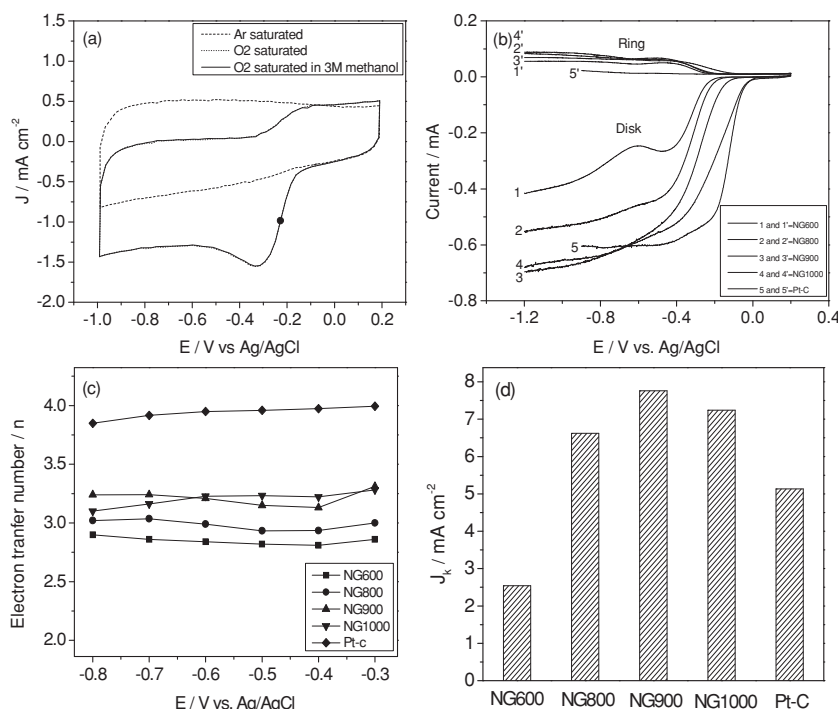 (a)
Ar saturated
O2 saturated
O2 saturated in 3M methanol
1.5
1.0
0.5
0.0
-0.5
-1.0
-1.5
-2.0
J / mA cm-2
-1.0 -0.8 -0.6 -0.4 -0.2 0.0 0.2
E / V vs Ag/AgCl
(b)
4'
2'
3'
1'
5'
Ring
Disk
1
2
5
4
3
0.4
0.2
0.0
-0.2
-0.4
-0.6
-0.8
Current / mA
1 and 1'=NG600
2 and 2'=NG800
3 and 3'=NG900
4 and 4'=NG1000
5 and 5'=Pt-C
-1.2 -0.8 -0.4 0.0 0.4
E / V vs. Ag/AgCl
(c)
4.0
3.5
3.0
2.5
2.0
Electron tranfer number / n
NG600
NG800
NG900
NG1000
Pt-c
-0.8 -0.7 -0.6 -0.5 -0.4 -0.3
E / V vs. Ag/AgCl
(d)
8
7
6
5
4
3
2
1
0
Jk / mA cm-2
NG600 NG800 NG900 NG1000 Pt-C